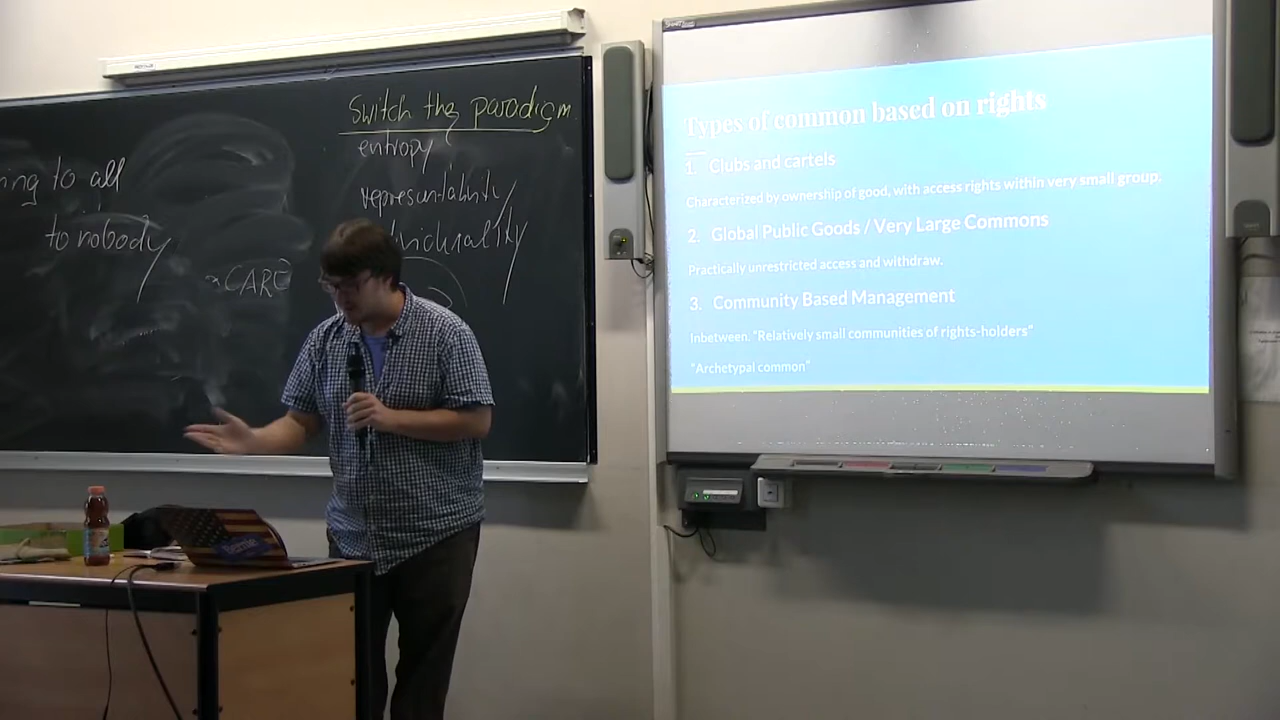 Switch the paradigm
entropy
to all
to nobody
CARE
Types of common based on rights
1. Clubs and cartels
Characterized by ownership of good, with access rights within very small group.
2. Global Public Goods / Very Large Commons
Practically unrestricted access and withdraw.
3. Community Based Management
Inbetween: "Relatively small communities of rights-holders"
"Archetypal common"